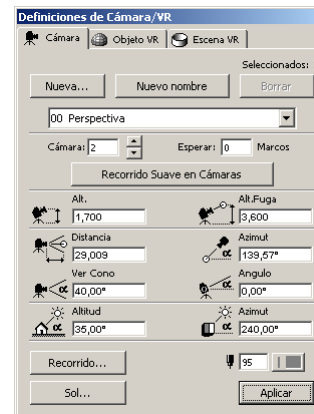 Definiciones de Cámara/VR
Cámara Objeto VR Escena VR
Seleccionados:
Nueva... Nuevo nombre Borrar
00 Perspectiva
Cámara: 2 Esperar: 0 Marcos
Recorrido Suave en Cámaras
Alt. Alt.Fuga
1,700 3,600
Distancia Azimut
29,009 139,57°
Ver Cono Angulo
40,00° 0,00°
Altitud Azimut
35,00° 240,00°
Recorrido... 95
Sol... Aplicar